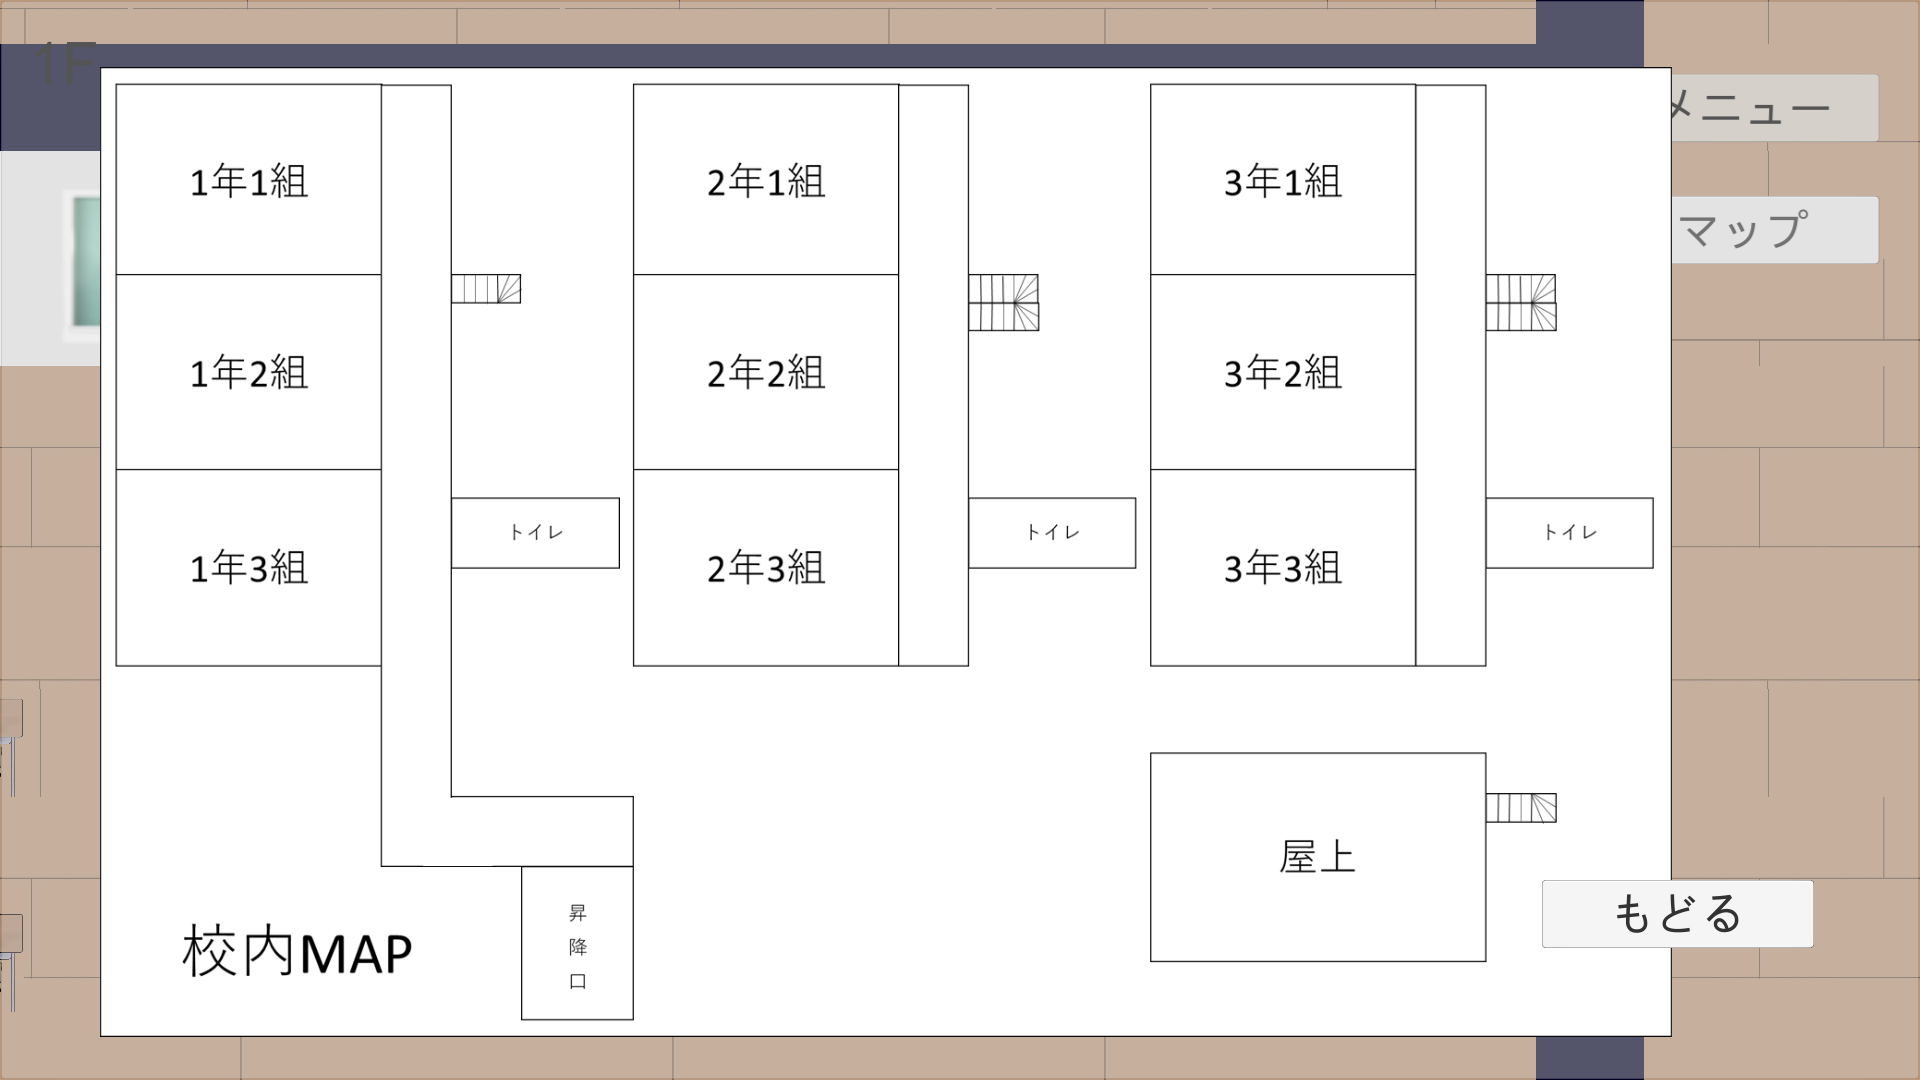 1F
メニュー
マップ
1年1組
2年1組
3年1組
1年2組
2年2組
3年2組
1年3組
トイレ
2年3組
トイレ
3年3組
トイレ
屋上
もどる
校内MAP
昇降口